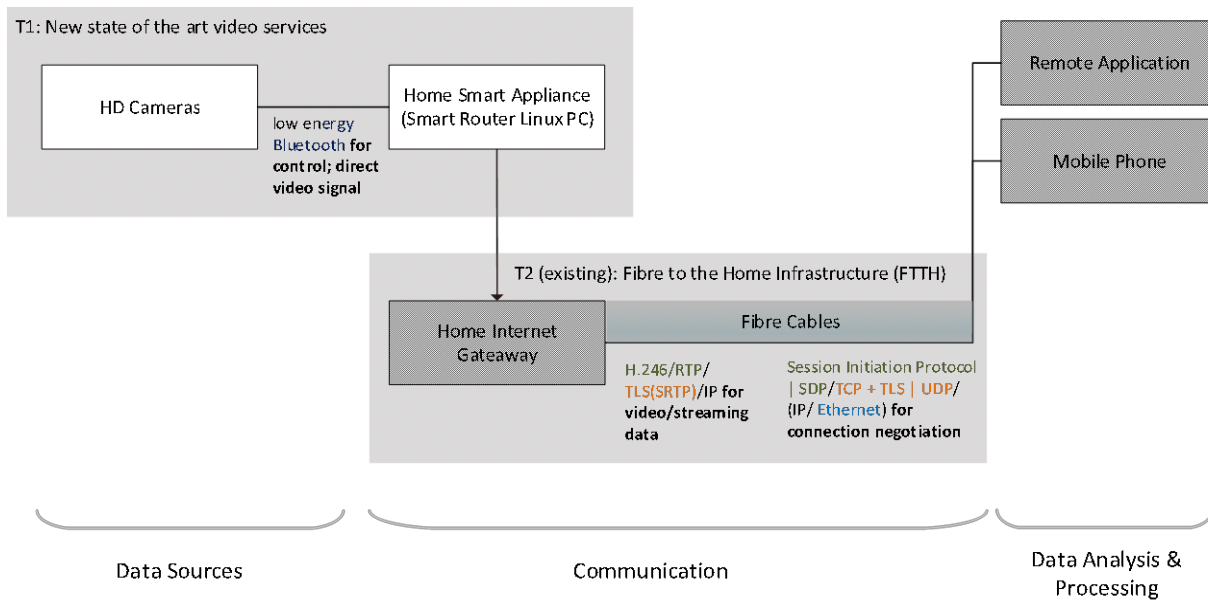 T1: New state of the art video services
HD Cameras
low energy
Bluetooth for
control; direct
video signal
Home Smart Appliance
(Smart Router Linux PC)
Remote Application
Mobile Phone
T2 (existing): Fibre to the Home Infrastructure (FTTH)
Home Internet
Gateaway
Fibre Cables
H.246/RTP/
TLS(SRTP)/IP for
video/streaming
data
Session Initiation Protocol
| SDP/TCP + TLS | UDP/
(IP/ Ethernet) for
connection negotiation
Data Sources
Communication
Data Analysis &
Processing